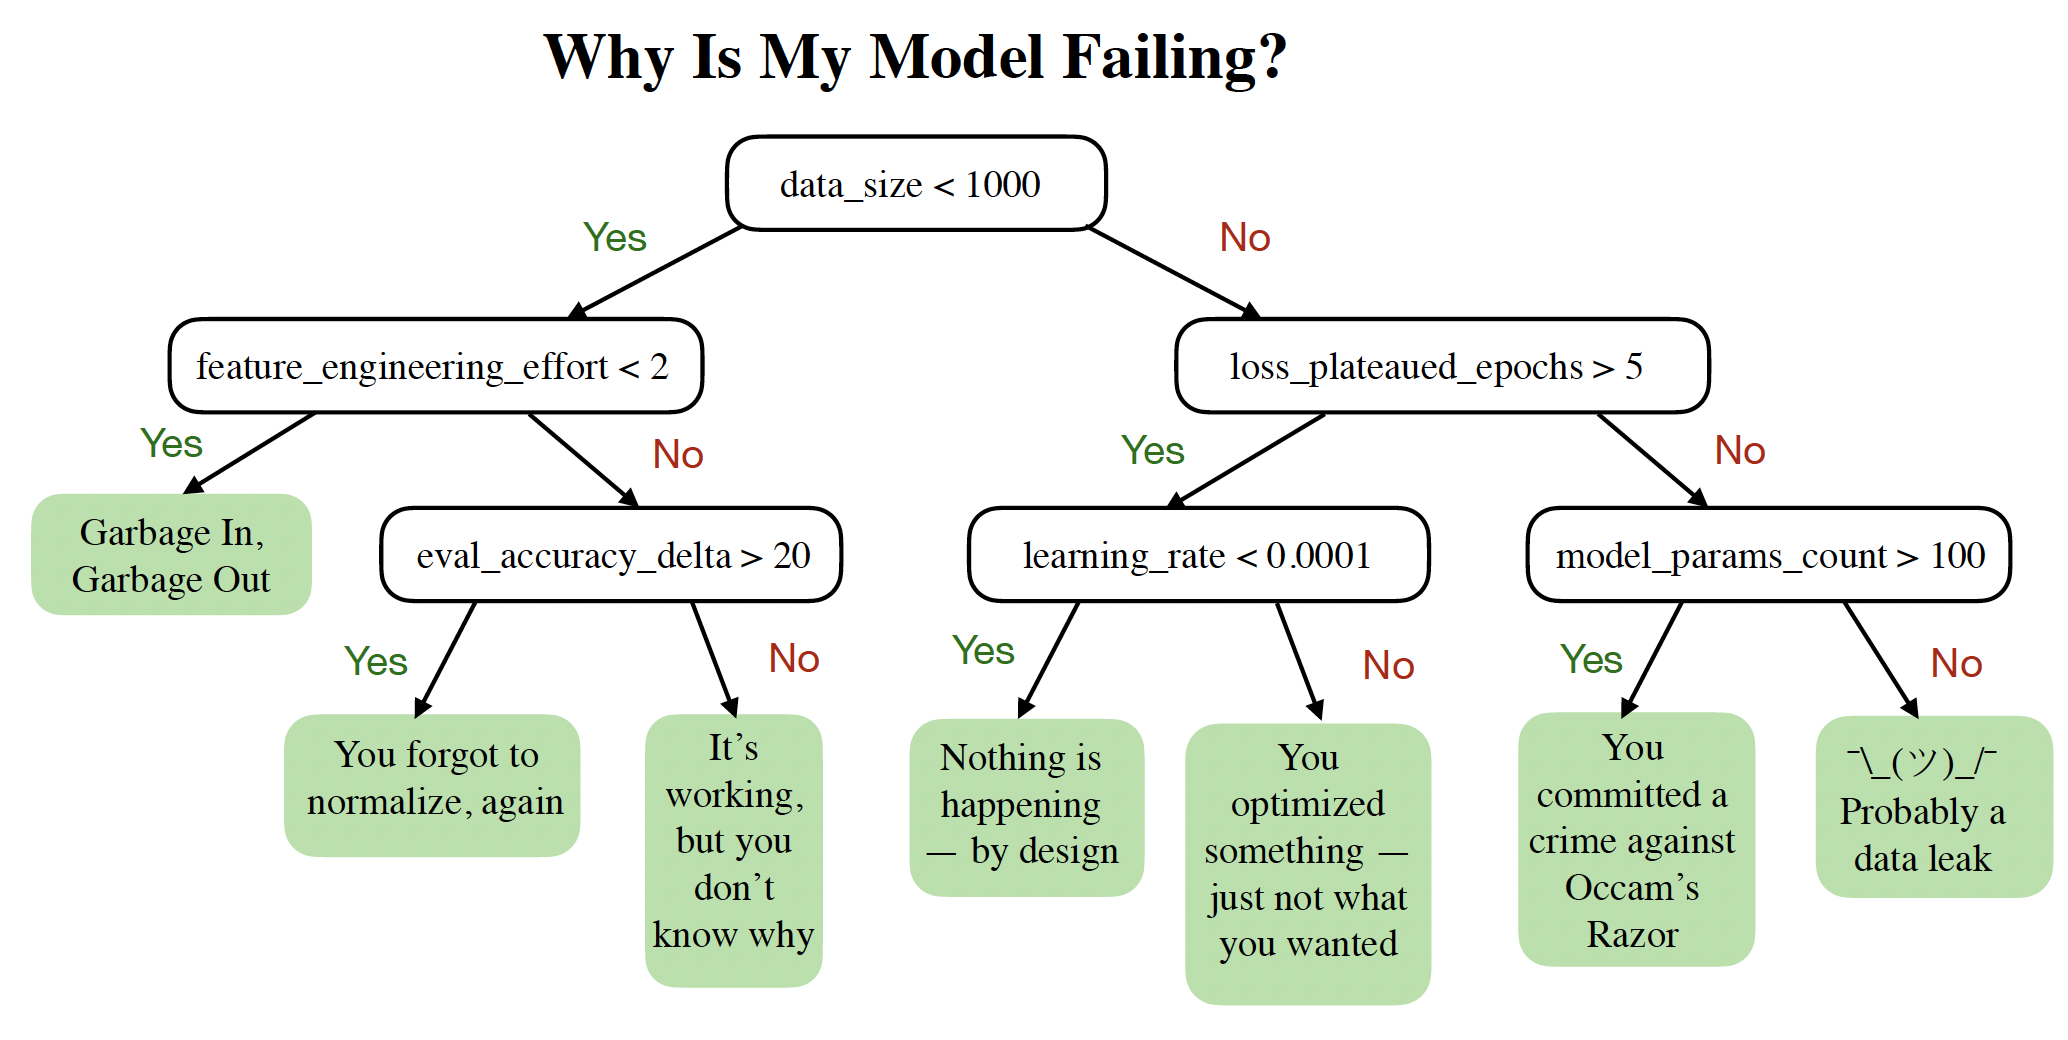 Why Is My Model Failing?
data_size < 1000
Yes
No
feature_engineering_effort < 2
loss_plateaued_epochs > 5
Yes
No
Yes
No
Garbage In,
Garbage Out
eval_accuracy_delta > 20
learning_rate < 0.0001
model_params_count > 100
Yes
No
Yes
No
Yes
No
You forgot to
normalize, again
It’s
working,
but you
don’t
know why
Nothing is
happening
— by design
You
optimized
something —
just not what
you wanted
You
committed a
crime against
Occam’s
Razor
¯\_(ツ)_/¯
Probably a
data leak